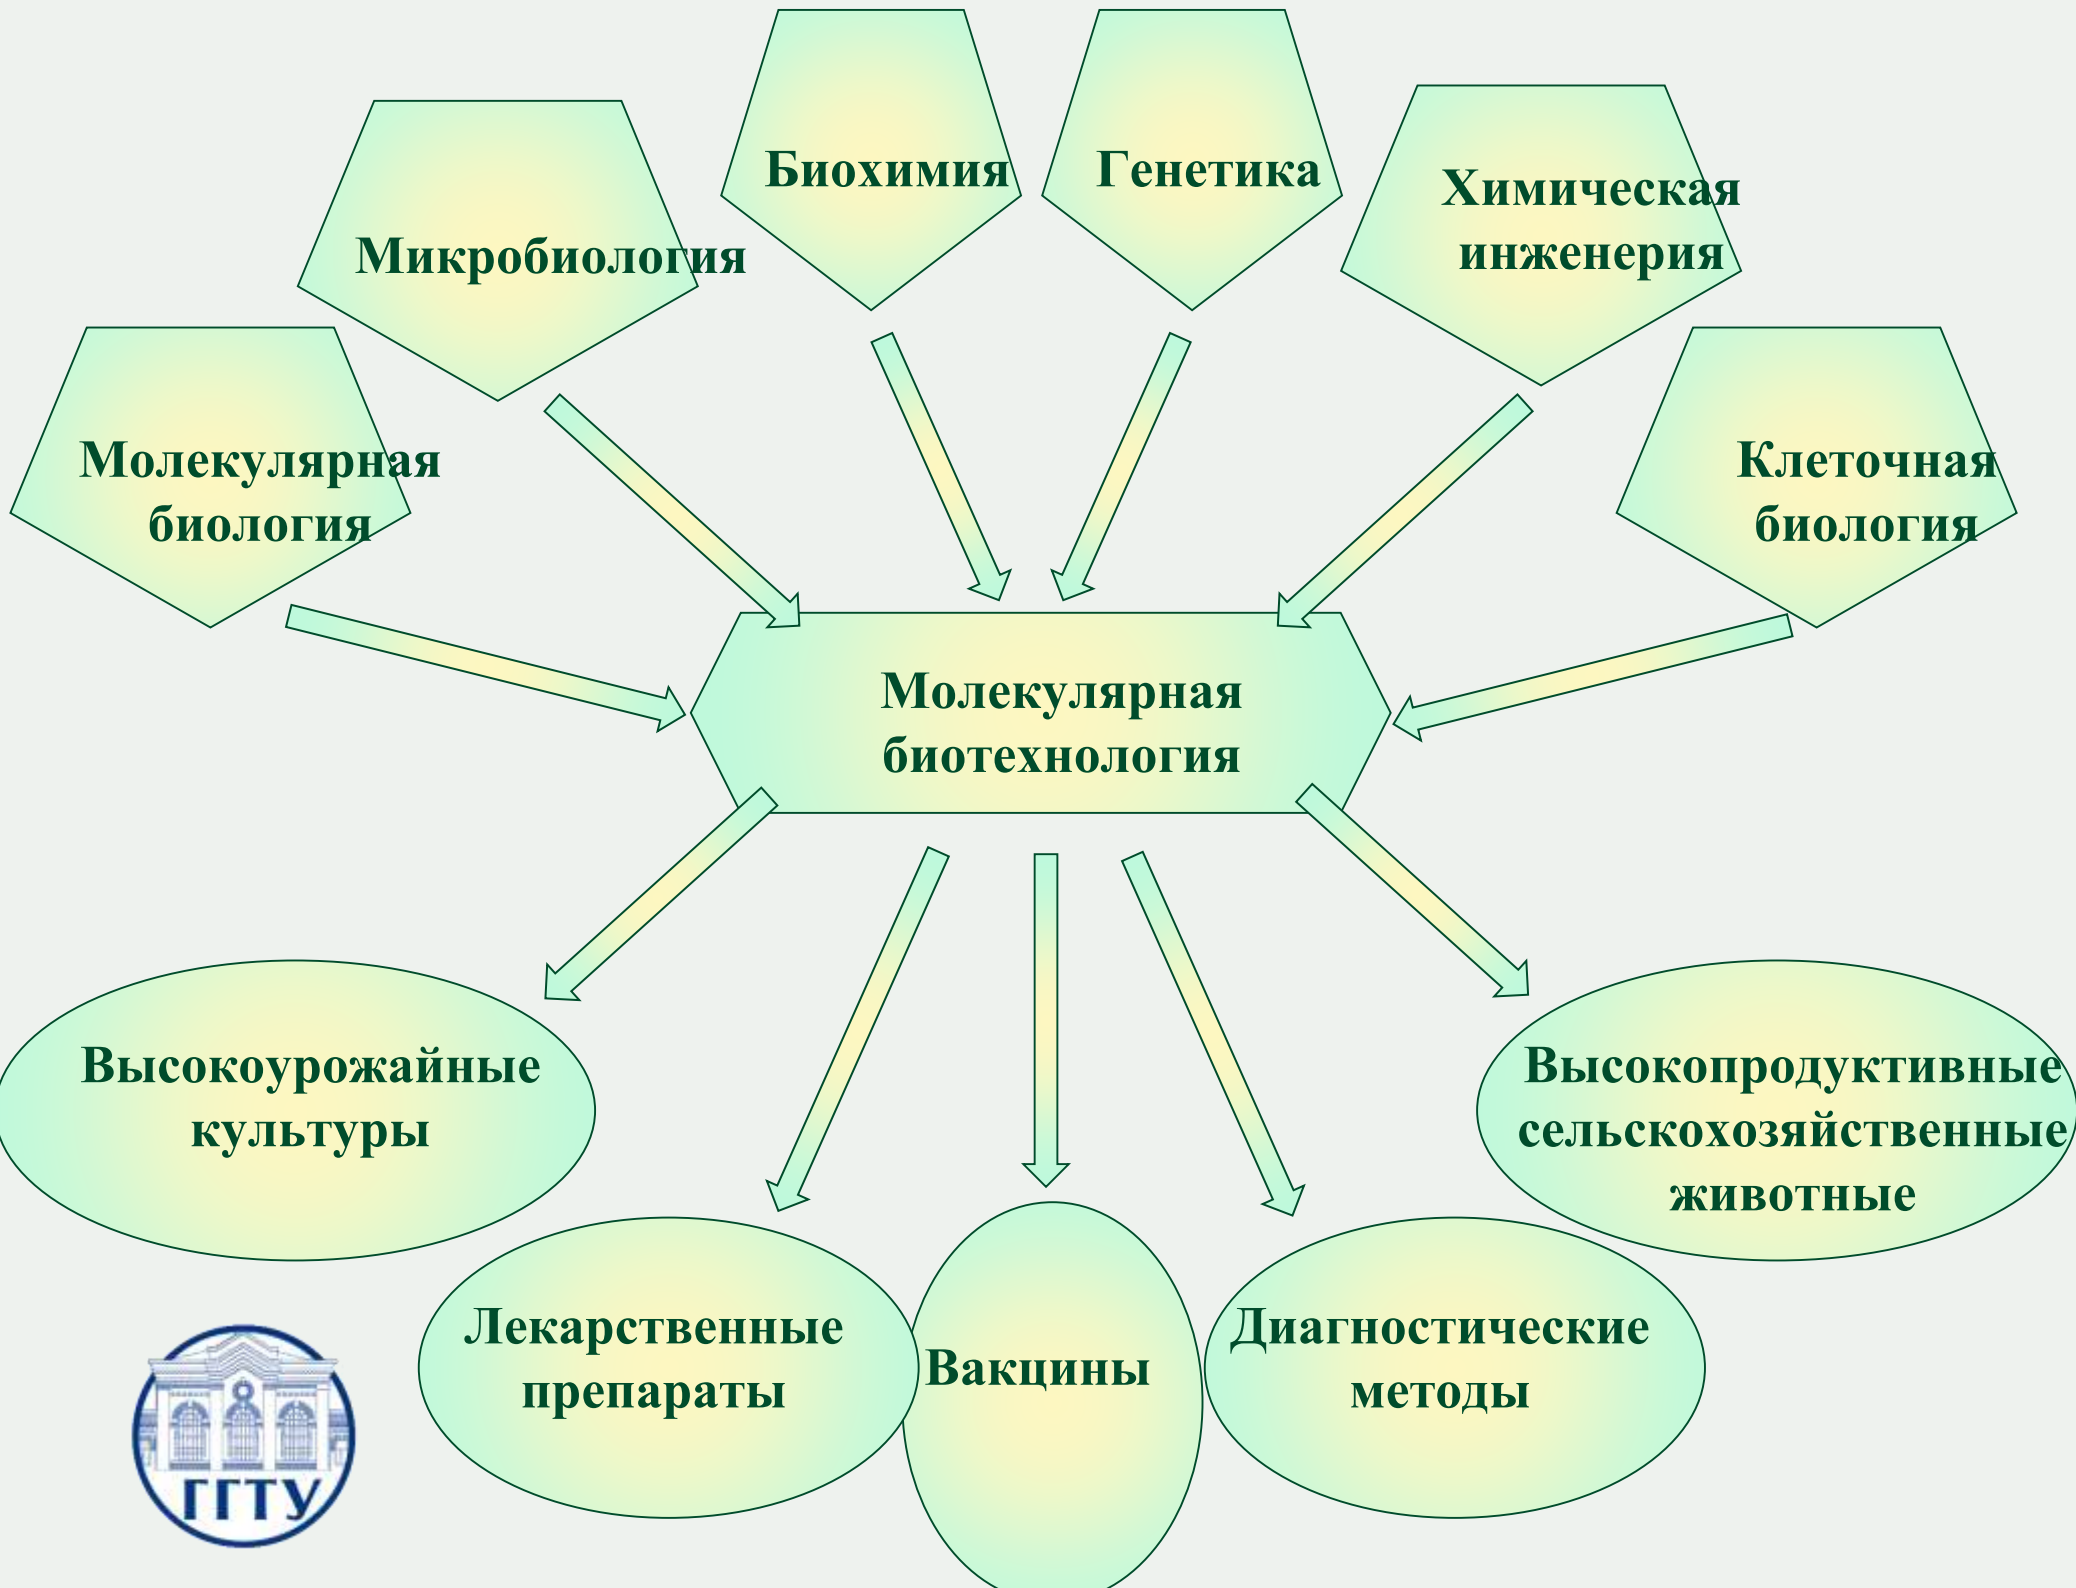 Биохимия
Генетика
Химическая
инженерия
Микробиология
Молекулярная
биология
Клеточная
биология
Молекулярная
биотехнология
Высокоурожайные
культуры
Высокопродуктивные
сельскохозяйственные
животные
Лекарственные
препараты
Вакцины
Диагностические
методы
ГГТУ